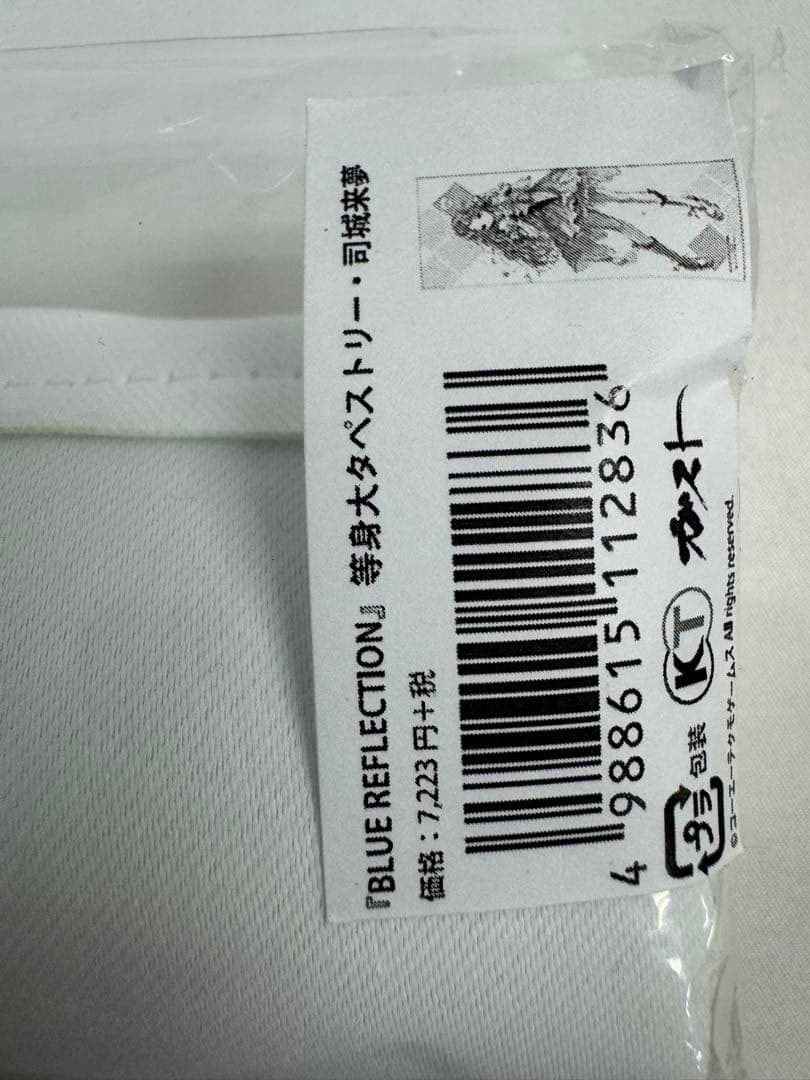 『BLUE REFLECTION』等身大タペストリー・司城来夢
価格：7,223円+税
4 988615 112836
プラ 包装 KT ガスト
©コーエーテクモゲームス All rights reserved.